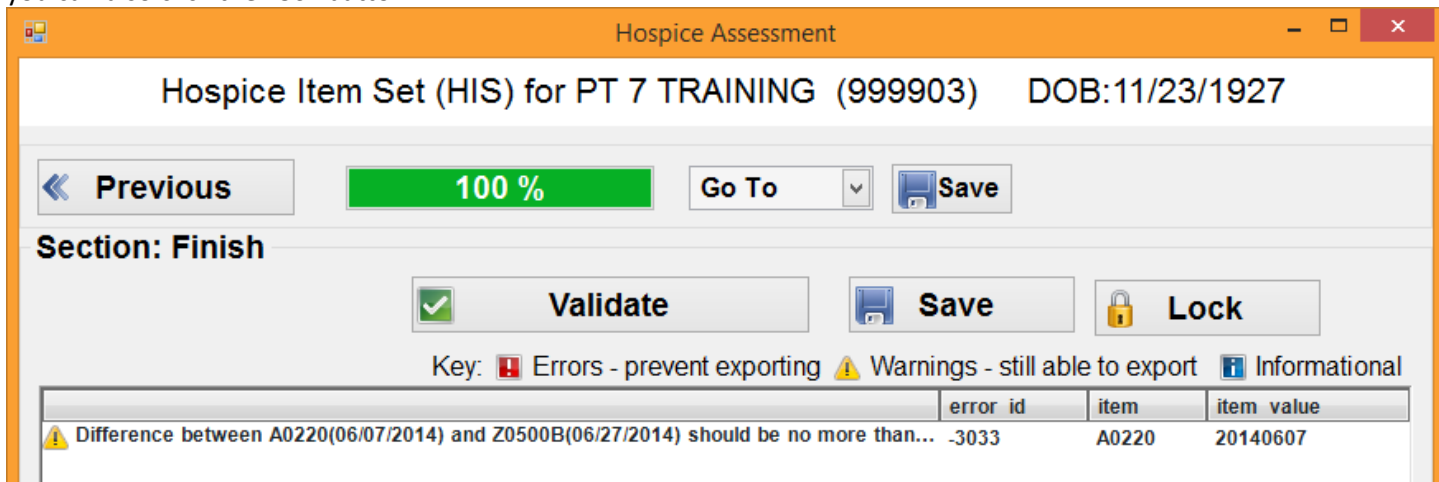 Hospice Assessment
Hospice Item Set (HIS) for PT 7 TRAINING (999903) DOB:11/23/1927
Previous 100 % Go To Save
Section: Finish
Validate Save Lock
Key: Errors - prevent exporting Warnings - still able to export Informational
error id item item value
Difference between A0220(06/07/2014) and Z0500B(06/27/2014) should be no more than... -3033 A0220 20140607